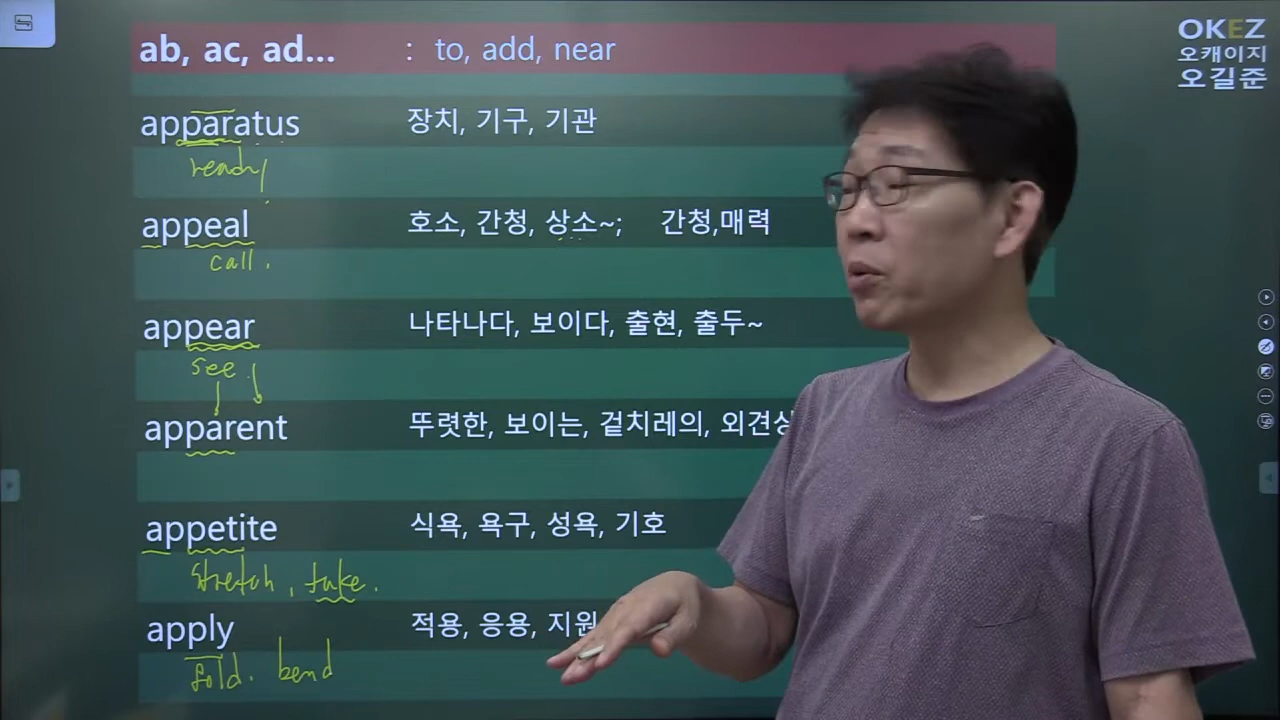 ab, ac, ad... : to, add, near
OKEZ
오캐이지
오길준
apparatus 장치, 기구, 기관
ready
appeal 호소, 간청, 상소~; 간청,매력
call.
appear 나타나다, 보이다, 출현, 출두~
see
apparent 뚜렷한, 보이는, 겉치레의, 외견상
appetite 식욕, 욕구, 성욕, 기호
stretch, take.
apply 적용, 응용, 지원
fold. bend